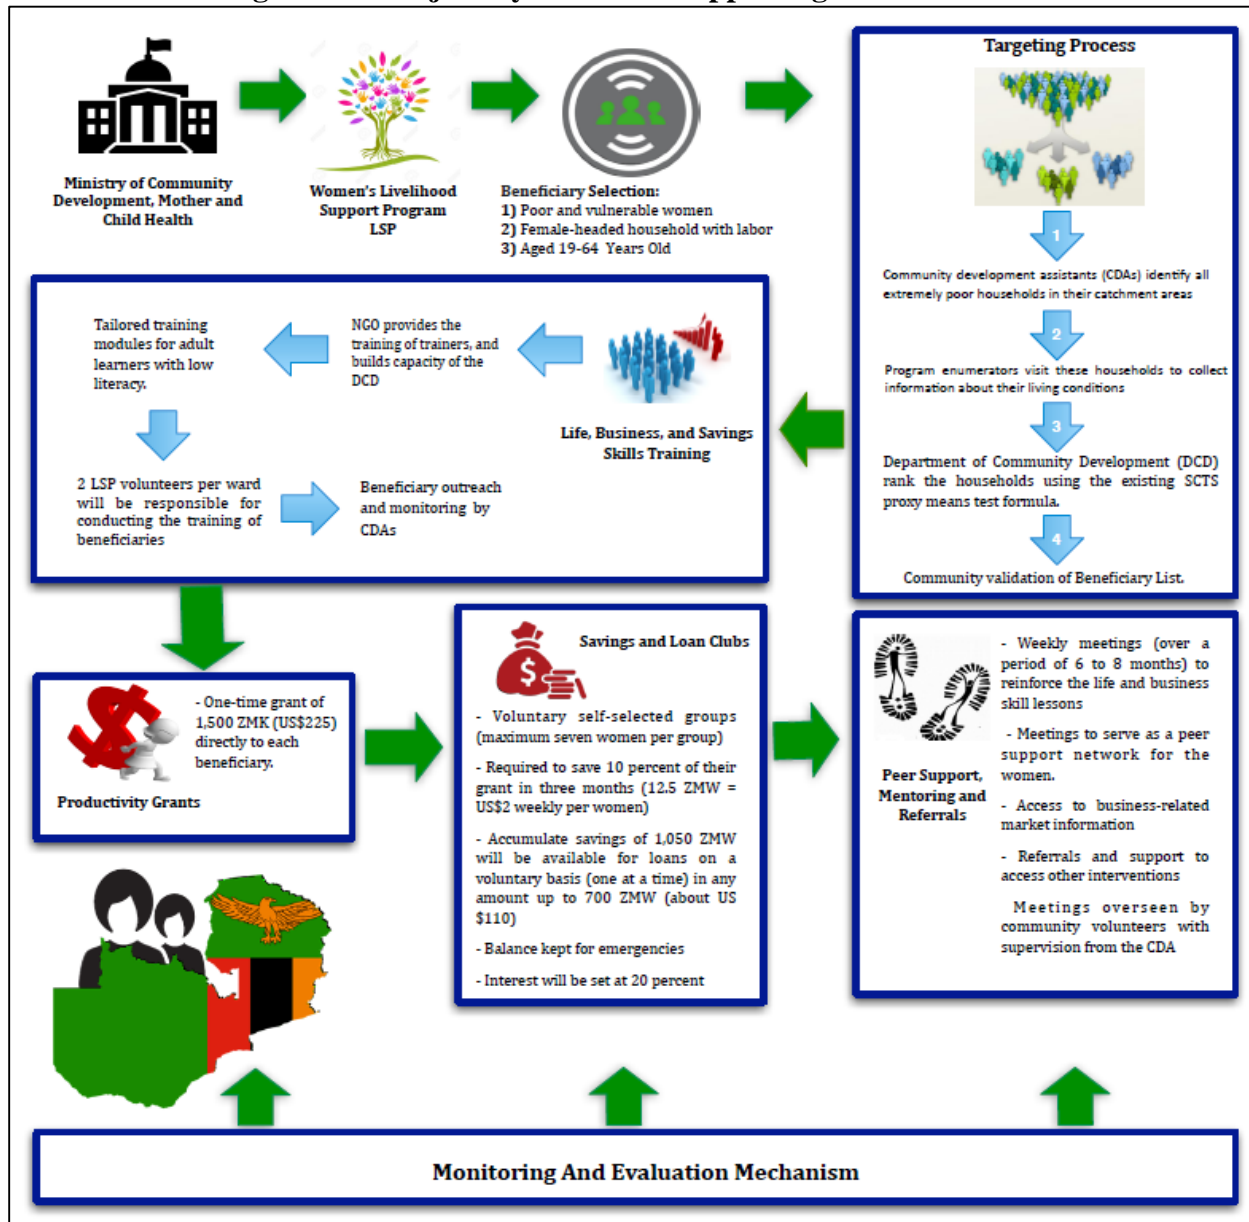 Ministry of Community
Development, Mother and
Child Health
Women's Livelihood
Support Program
LSP
Beneficiary Selection:
1) Poor and vulnerable women
2) Female-headed household with labor
3) Aged 19-64 Years Old
Targeting Process
1
Community development assistants (CDAs) identify all
extremely poor households in their catchment areas
2
Program enumerators visit these households to collect
information about their living conditions
3
Department of Community Development (DCD)
rank the households using the existing SCTS
proxy means test formula.
4
Community validation of Beneficiary List.
Life, Business, and Savings
Skills Training
NGO provides the
training of trainers, and
builds capacity of the
DCD
Tailored training
modules for adult
learners with low
literacy.
2 LSP volunteers per ward
will be responsible for
conducting the training of
beneficiaries
Beneficiary outreach
and monitoring by
CDAs
- One-time grant of
1,500 ZMK (US$225)
directly to each
beneficiary.
Productivity Grants
$
Savings and Loan Clubs
- Voluntary self-selected groups
(maximum seven women per group)
- Required to save 10 percent of their
grant in three months (12.5 ZMW =
US$2 weekly per women)
- Accumulate savings of 1,050 ZMW
will be available for loans on a
voluntary basis (one at a time) in any
amount up to 700 ZMW (about US
$110)
- Balance kept for emergencies
- Interest will be set at 20 percent
Peer Support,
Mentoring and
Referrals
- Weekly meetings (over a
period of 6 to 8 months) to
reinforce the life and business
skill lessons
- Meetings to serve as a peer
support network for the
women.
- Access to business-related
market information
- Referrals and support to
access other interventions
Meetings overseen by
community volunteers with
supervision from the CDA
Monitoring And Evaluation Mechanism